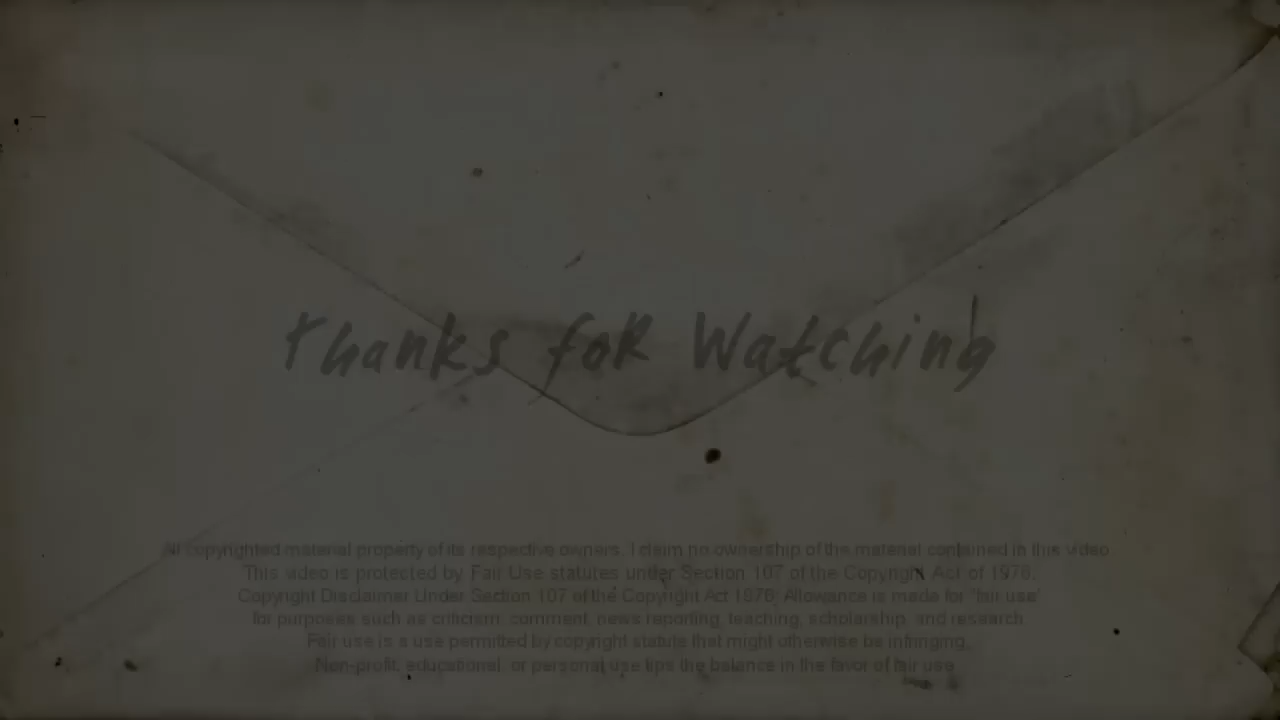 Thanks foR Watching
All copyrighted material property of its respective owners. I claim no ownership of the material contained in this video.
This video is protected by Fair Use statutes under Section 107 of the Copyright Act of 1976.
Copyright Disclaimer Under Section 107 of the Copyright Act 1976, Allowance is made for "fair use"
for purposes such as criticism, comment, news reporting, teaching, scholarship, and research.
Fair use is a use permitted by copyright statute that might otherwise be infringing.
Non-profit, educational or personal use tips the balance in the favor of fair use.